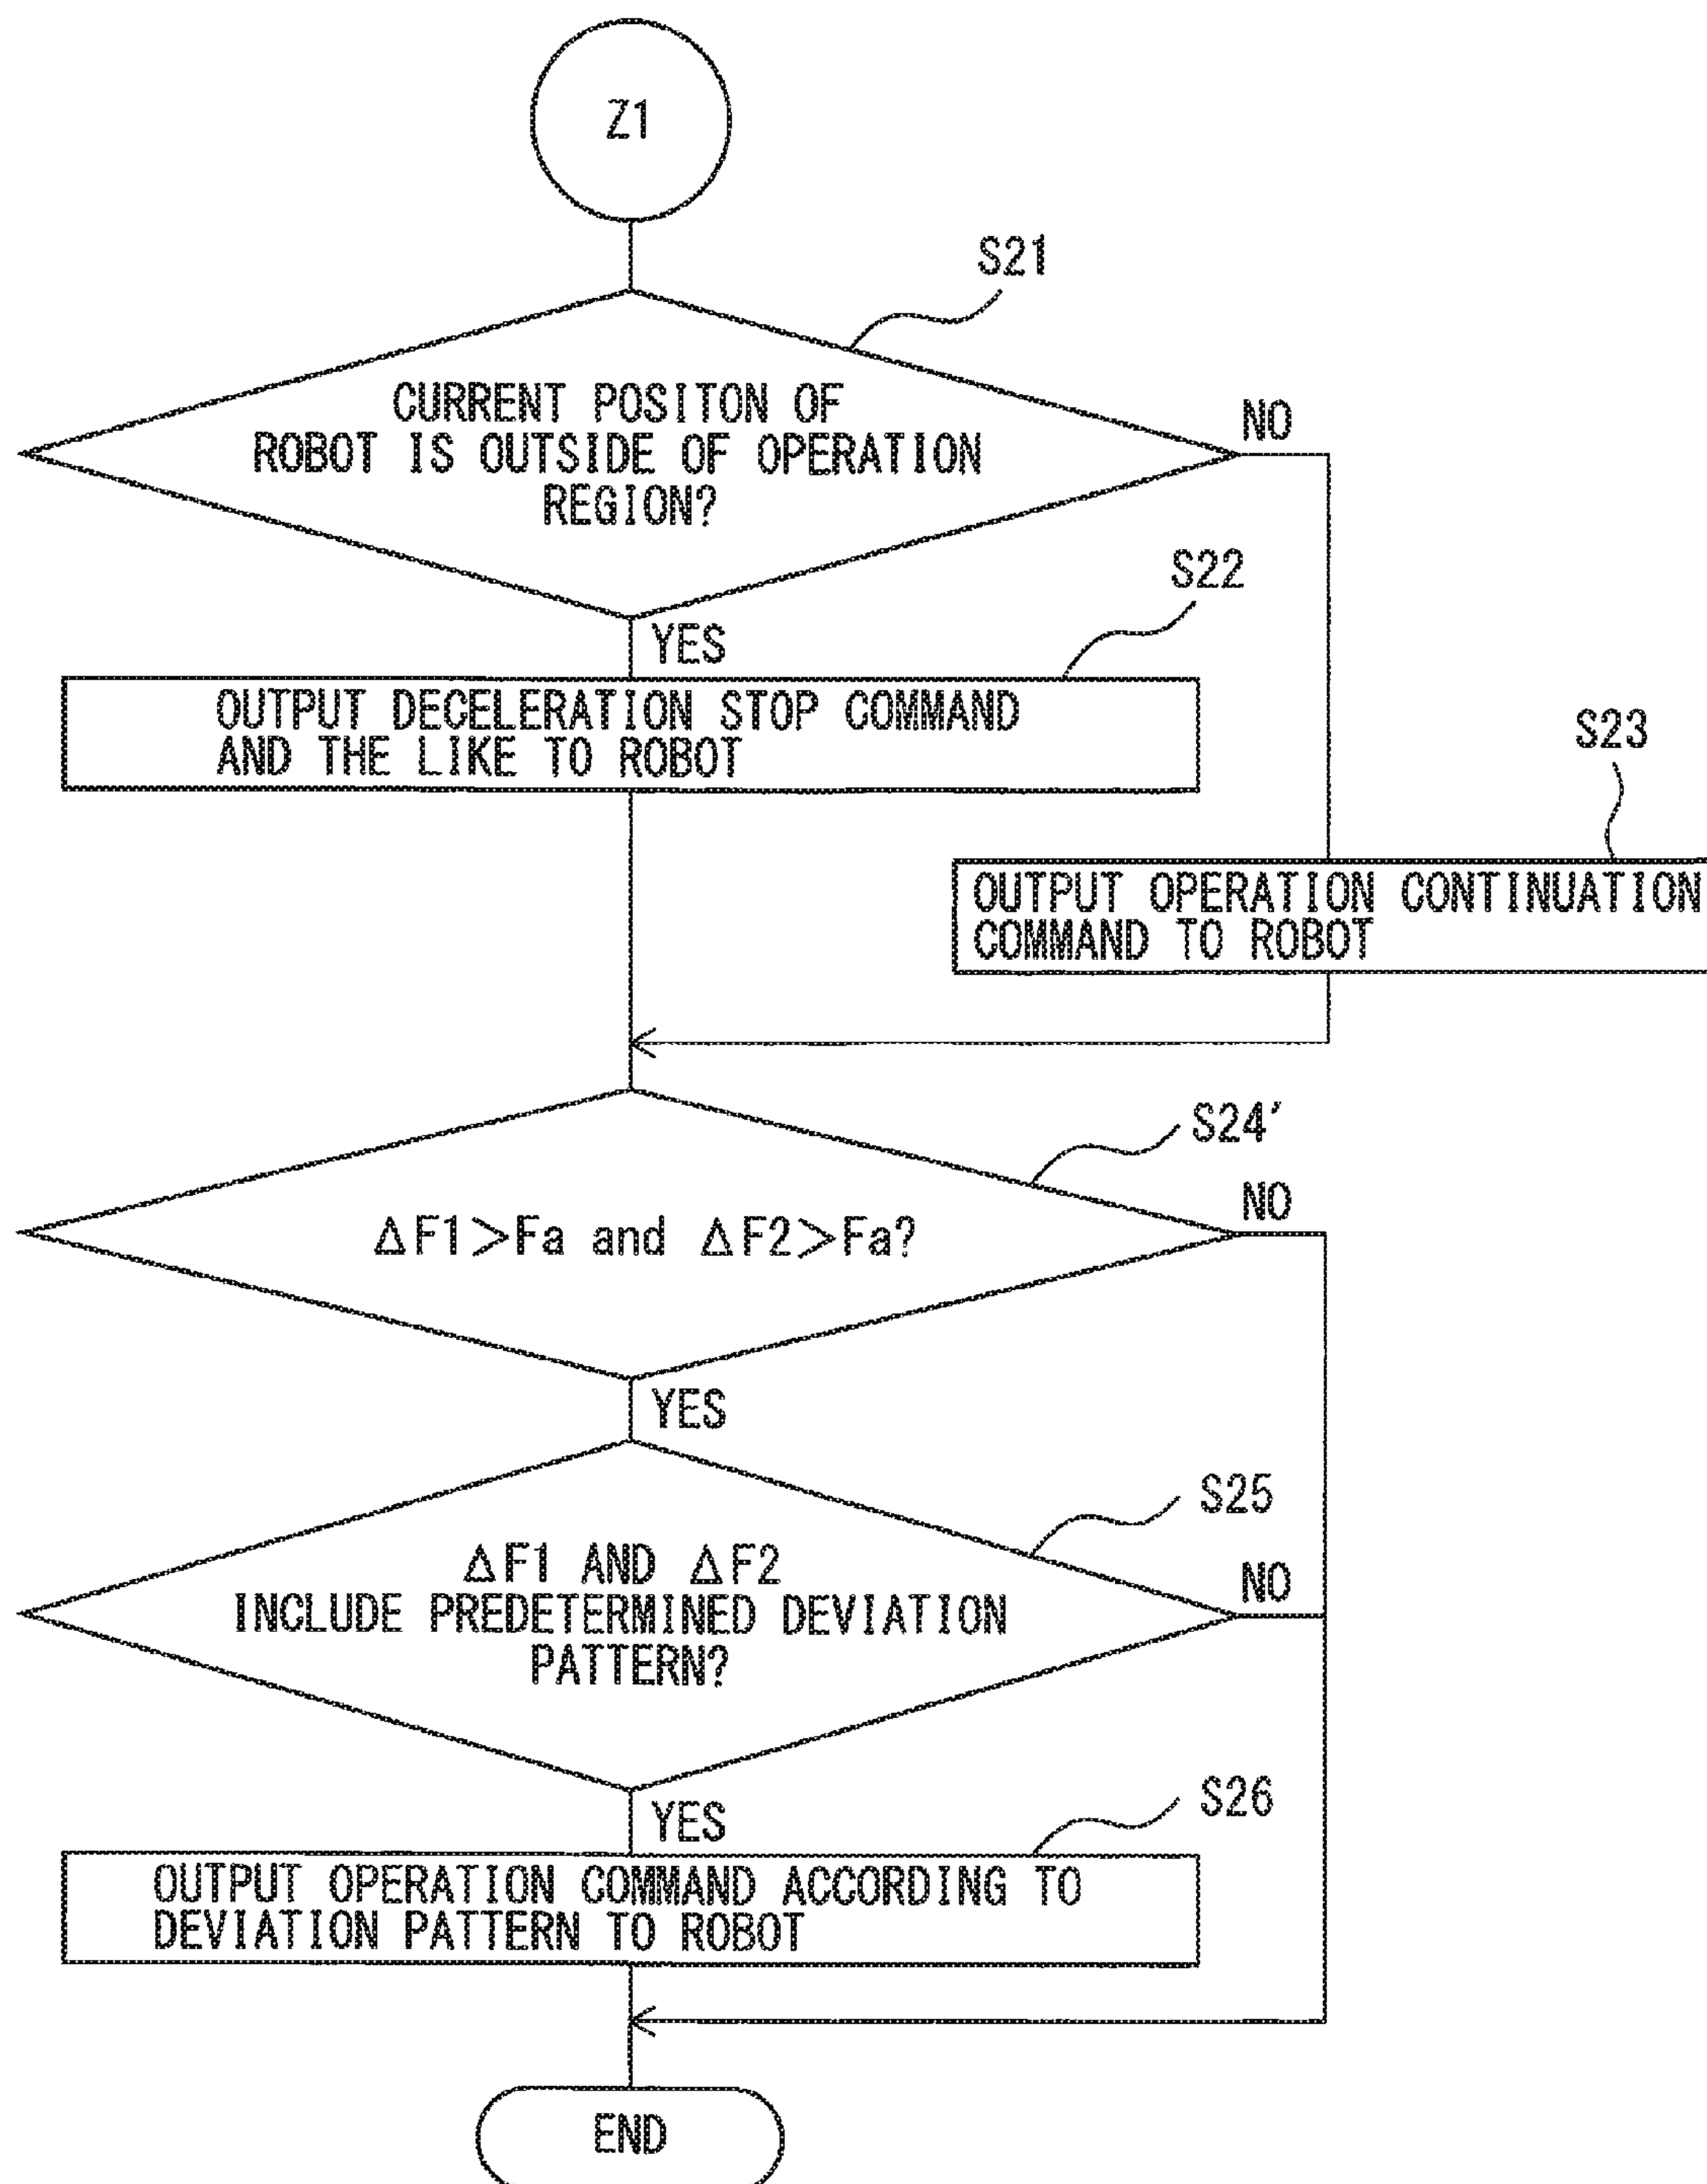 Z1
S21
CURRENT POSITON OF
ROBOT IS OUTSIDE OF OPERATION
REGION?
NO
S22
YES
OUTPUT DECELERATION STOP COMMAND
AND THE LIKE TO ROBOT
S23
OUTPUT OPERATION CONTINUATION
COMMAND TO ROBOT
S24'
NO
ΔF1>Fa and ΔF2>Fa?
YES
S25
NO
ΔF1 AND ΔF2
INCLUDE PREDETERMINED DEVIATION
PATTERN?
S26
YES
OUTPUT OPERATION COMMAND ACCORDING TO
DEVIATION PATTERN TO ROBOT
END